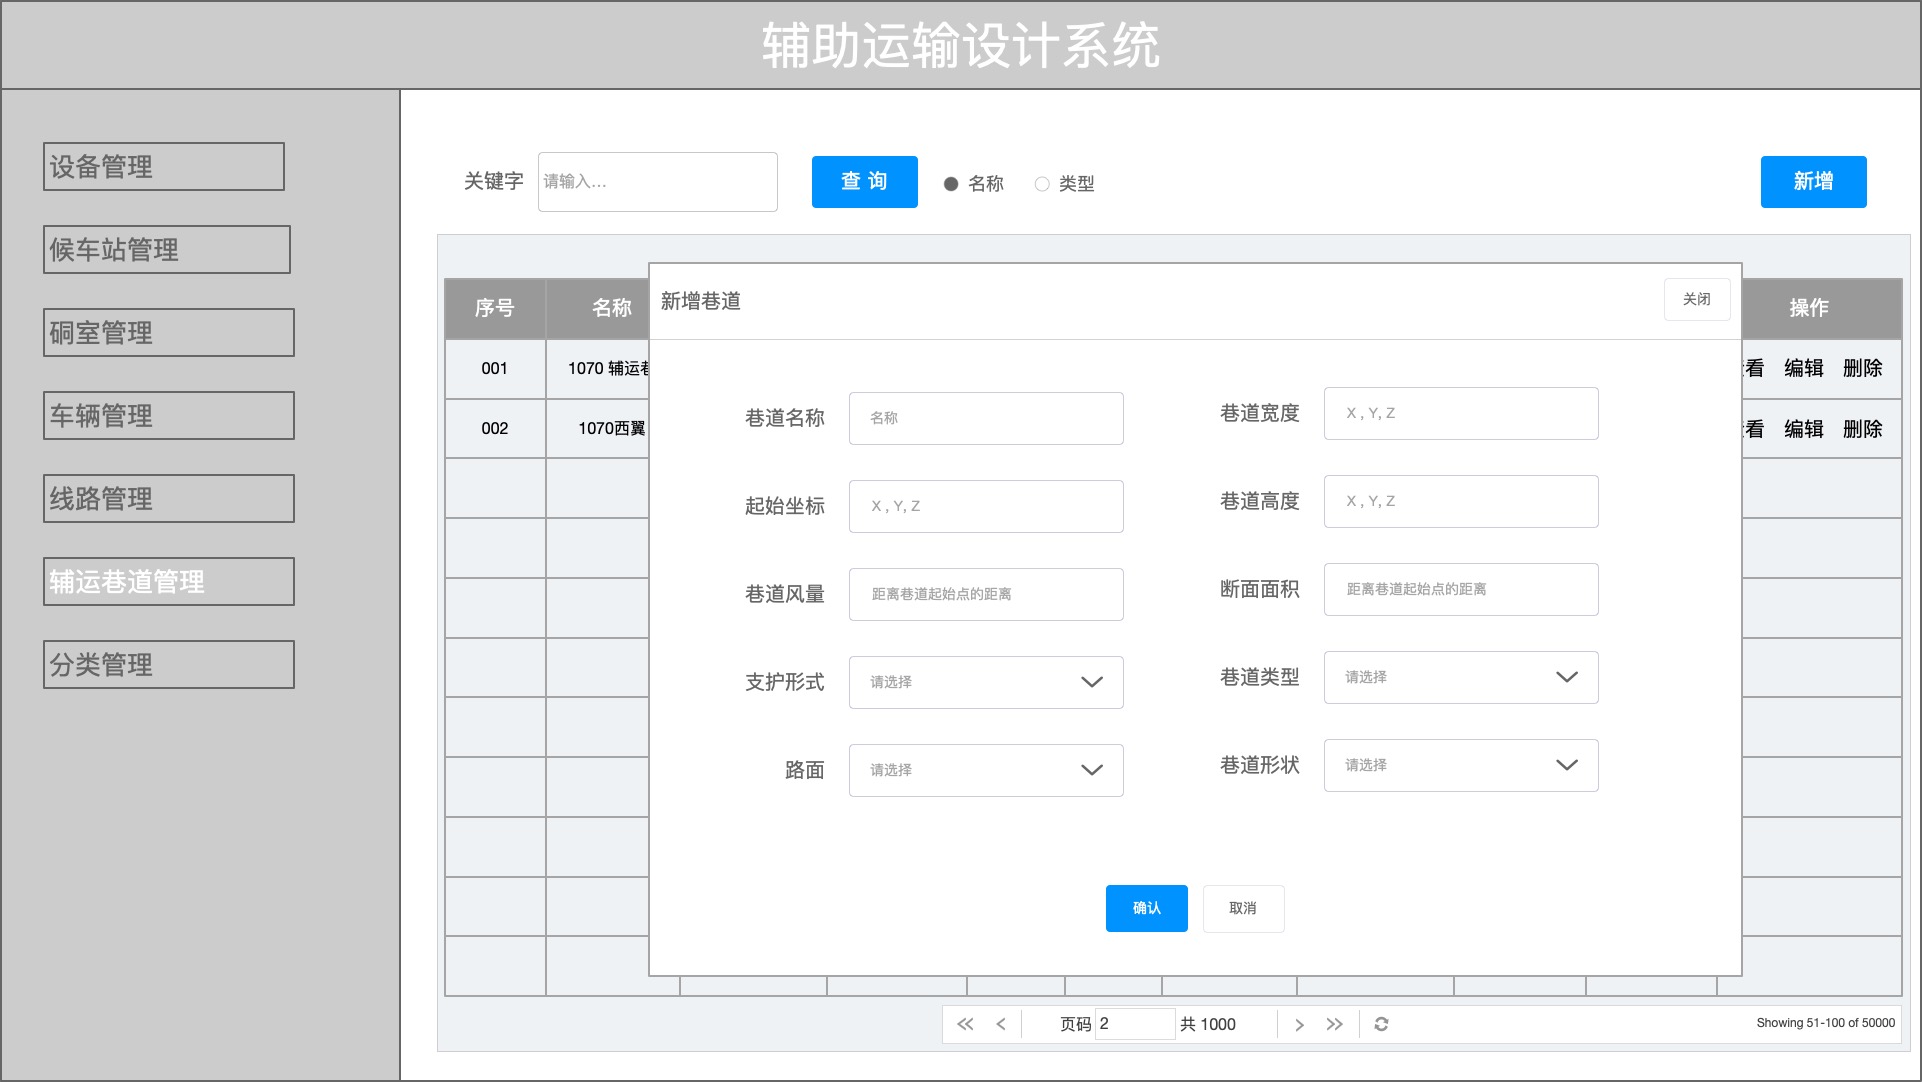 辅助运输设计系统
设备管理
候车站管理
硐室管理
车辆管理
线路管理
辅运巷道管理
分类管理
关键字 请输入... 查 询 名称 类型 新增
序号 名称 操作
001 1070 辅运 看 编辑 删除
002 1070西翼 看 编辑 删除
新增巷道 关闭
巷道名称 名称 巷道宽度 X , Y, Z
起始坐标 X , Y, Z 巷道高度 X , Y, Z
巷道风量 距离巷道起始点的距离 断面面积 距离巷道起始点的距离
支护形式 请选择 巷道类型 请选择
路面 请选择 巷道形状 请选择
确认 取消
页码 2 共 1000 Showing 51-100 of 50000